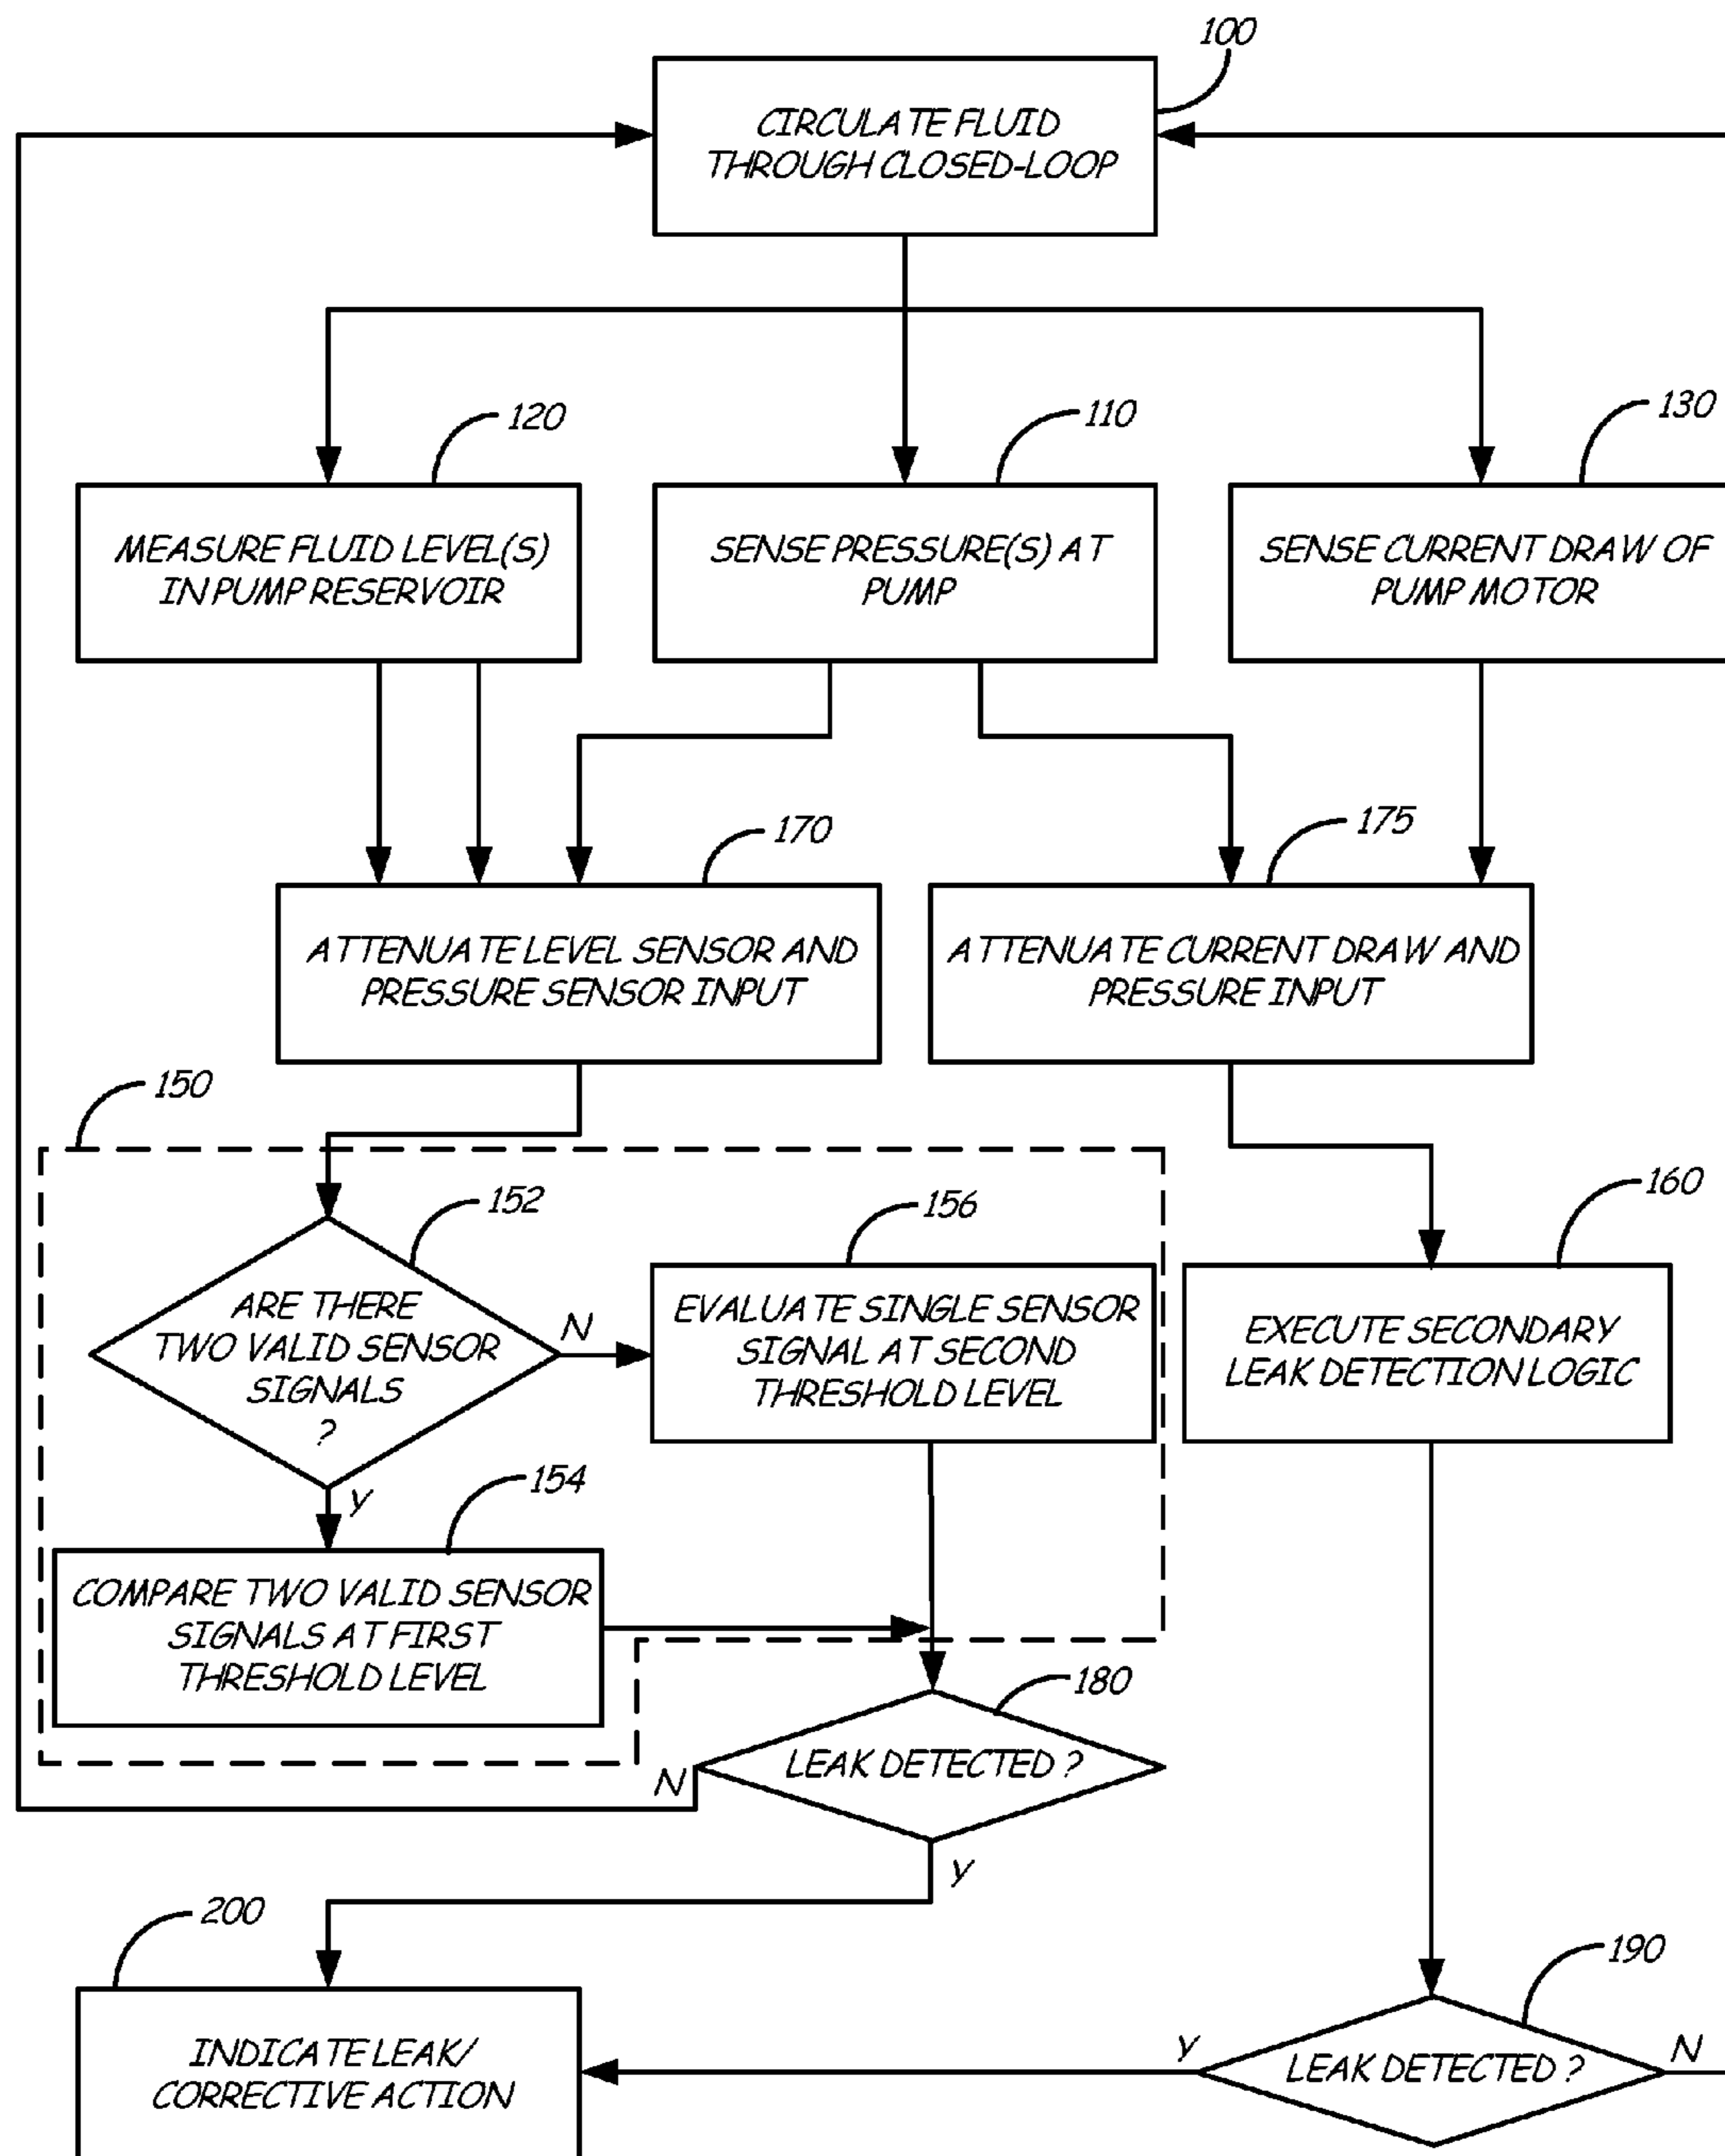 100
CIRCULATE FLUID
THROUGH CLOSED-LOOP
120
110
130
MEASURE FLUID LEVEL(S)
IN PUMP RESERVOIR
SENSE PRESSURE(S) AT
PUMP
SENSE CURRENT DRAW OF
PUMP MOTOR
170
175
ATTENUATE LEVEL SENSOR AND
PRESSURE SENSOR INPUT
ATTENUATE CURRENT DRAW AND
PRESSURE INPUT
150
152
156
160
ARE THERE
TWO VALID SENSOR
SIGNALS
?
N
EVALUATE SINGLE SENSOR
SIGNAL AT SECOND
THRESHOLD LEVEL
EXECUTE SECONDARY
LEAK DETECTION LOGIC
Y
154
COMPARE TWO VALID SENSOR
SIGNALS AT FIRST
THRESHOLD LEVEL
180
LEAK DETECTED ?
N
Y
200
190
INDICATE LEAK/
CORRECTIVE ACTION
Y
LEAK DETECTED ?
N